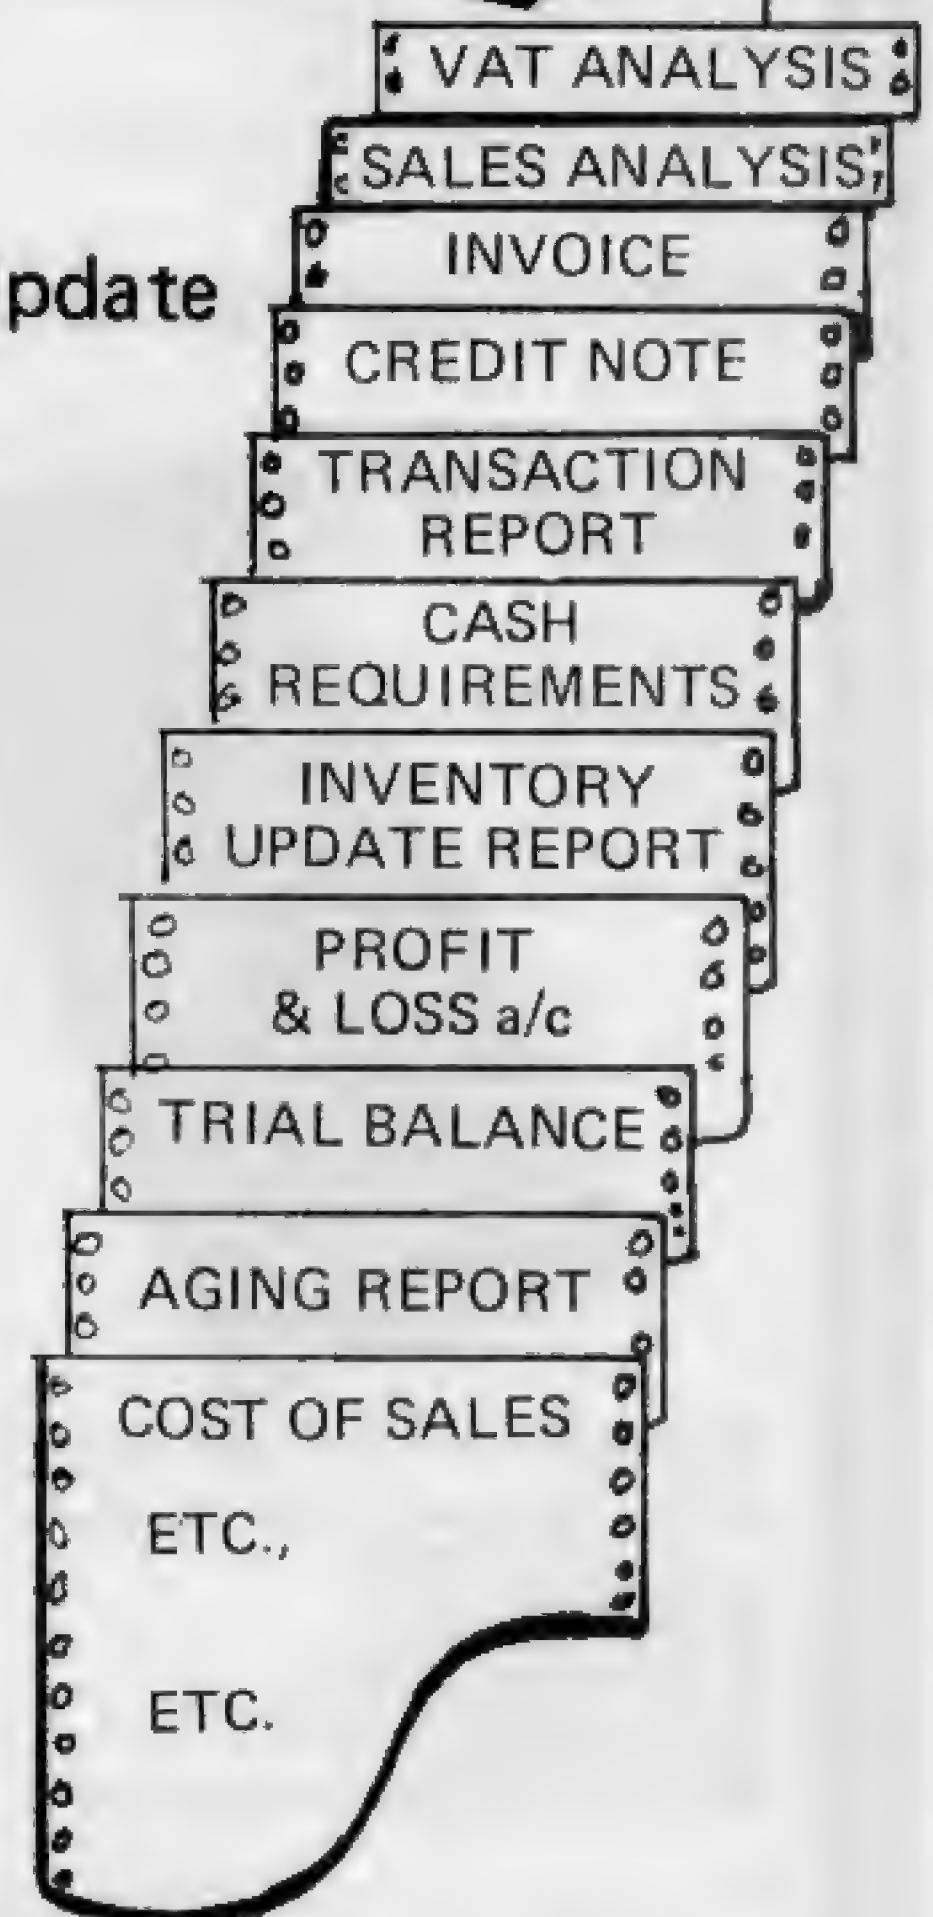 VAT ANALYSIS
SALES ANALYSIS
INVOICE
pdate
CREDIT NOTE
TRANSACTION
REPORT
CASH
REQUIREMENTS
INVENTORY
UPDATE REPORT
PROFIT
& LOSS a/c
TRIAL BALANCE
AGING REPORT
COST OF SALES
ETC.,
ETC.